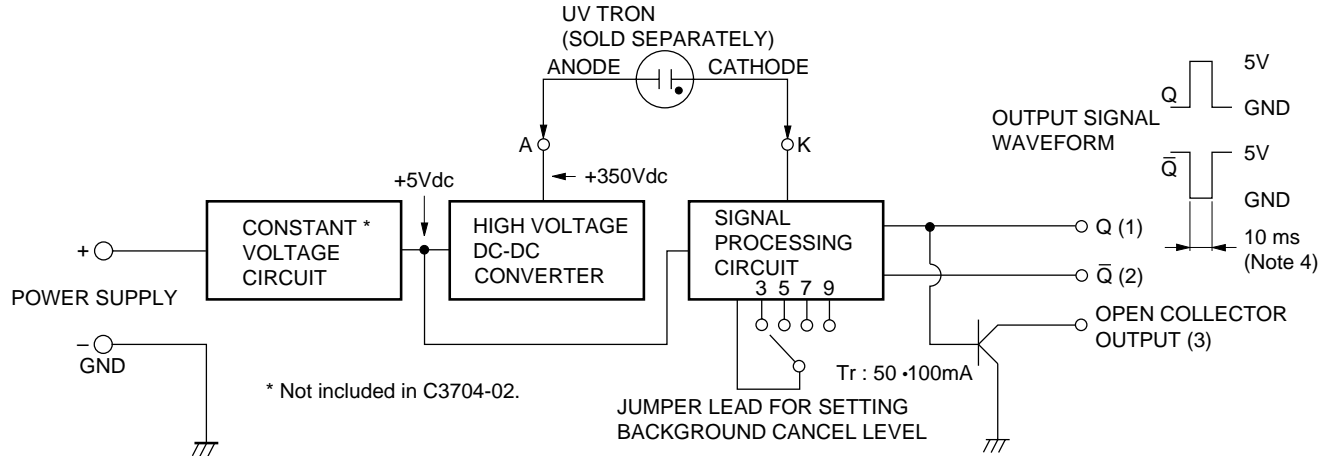 UV TRON
(SOLD SEPARATELY)
ANODE
CATHODE
A
K
+350Vdc
+5Vdc
CONSTANT *
VOLTAGE
CIRCUIT
HIGH VOLTAGE
DC-DC
CONVERTER
SIGNAL
PROCESSING
CIRCUIT
3 5 7 9
+
POWER SUPPLY
–
GND
* Not included in C3704-02.
JUMPER LEAD FOR SETTING
BACKGROUND CANCEL LEVEL
Tr : 50 •100mA
Q (1)
Q̄ (2)
OPEN COLLECTOR
OUTPUT (3)
OUTPUT SIGNAL
WAVEFORM
Q
5V
GND
Q̄
5V
GND
10 ms
(Note 4)